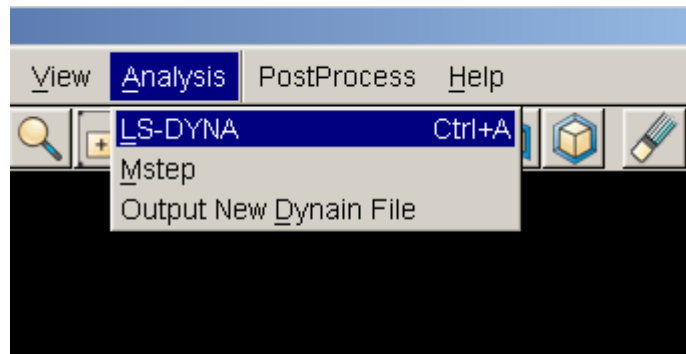 View Analysis PostProcess Help
LS-DYNA Ctrl+A
Mstep
Output New Dynain File